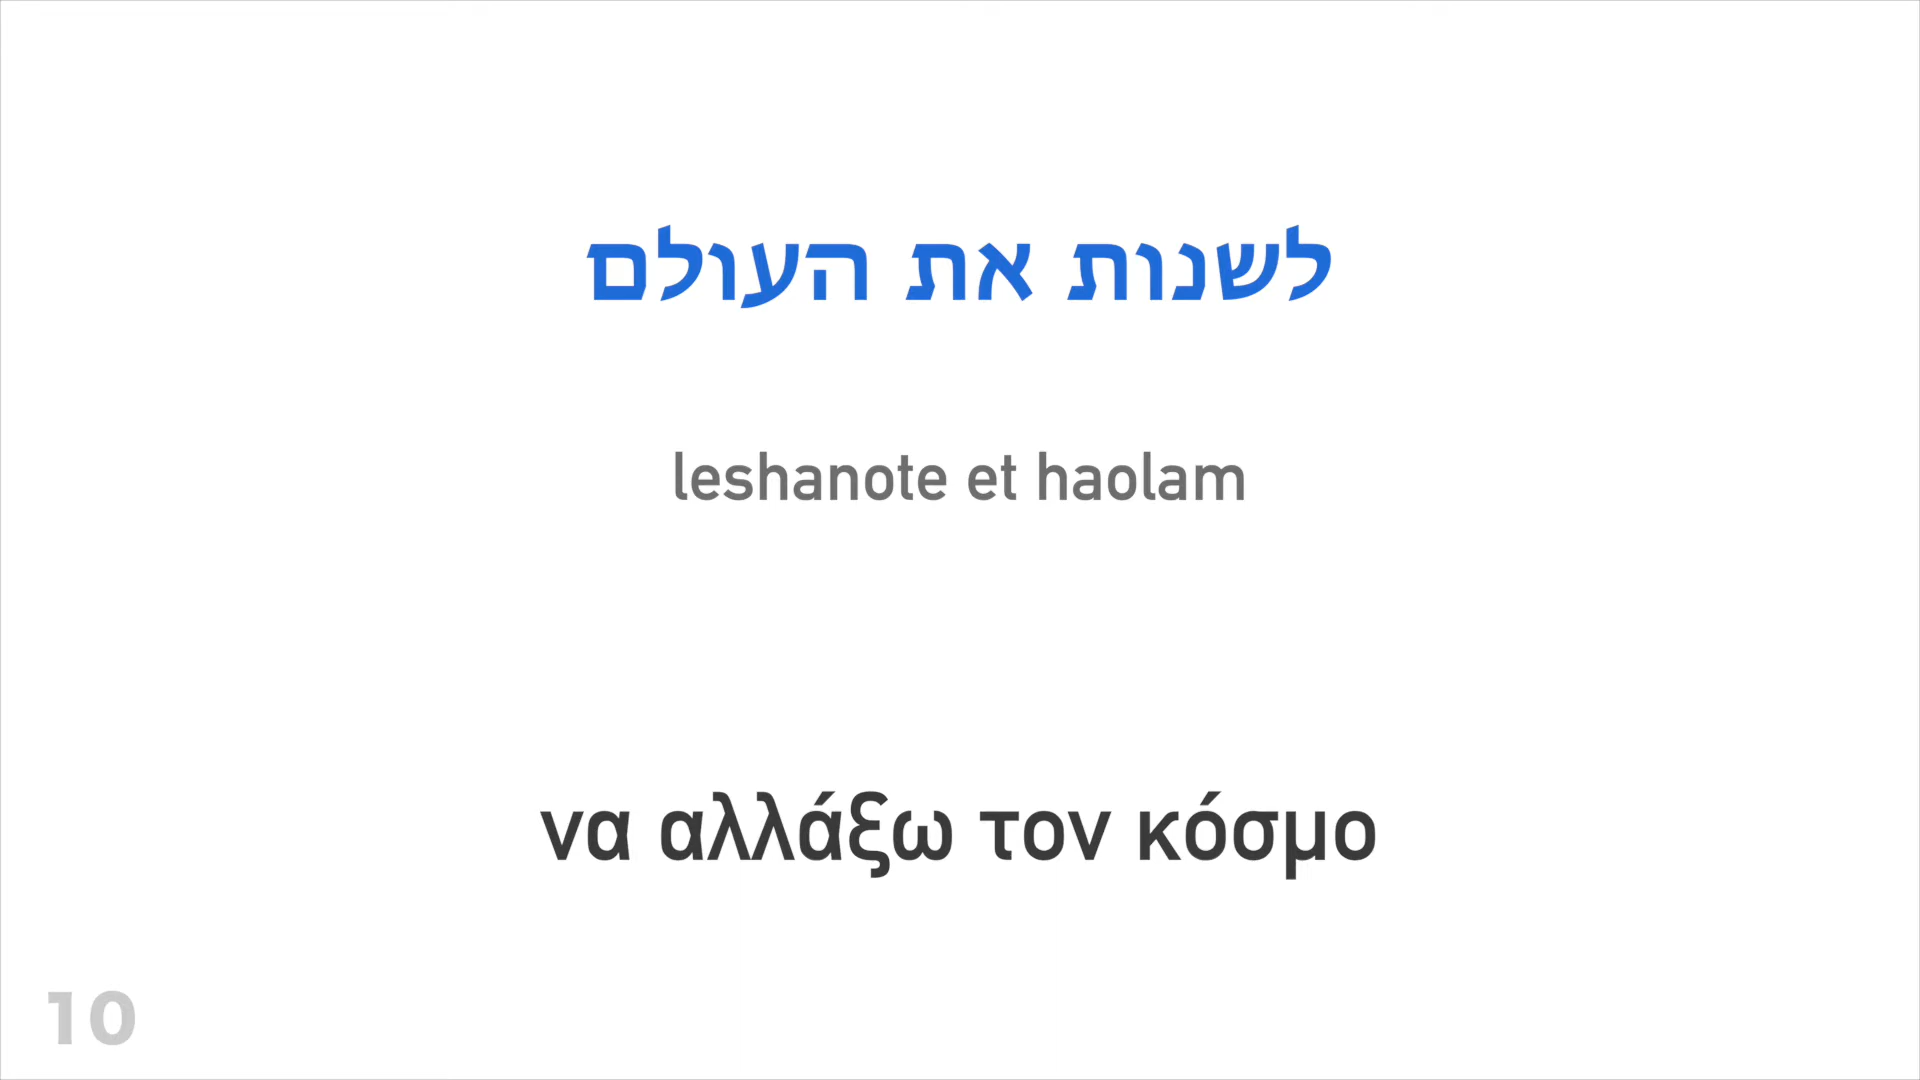 לשנות את העולם
leshanote et haolam
να αλλάξω τον κόσμο
10